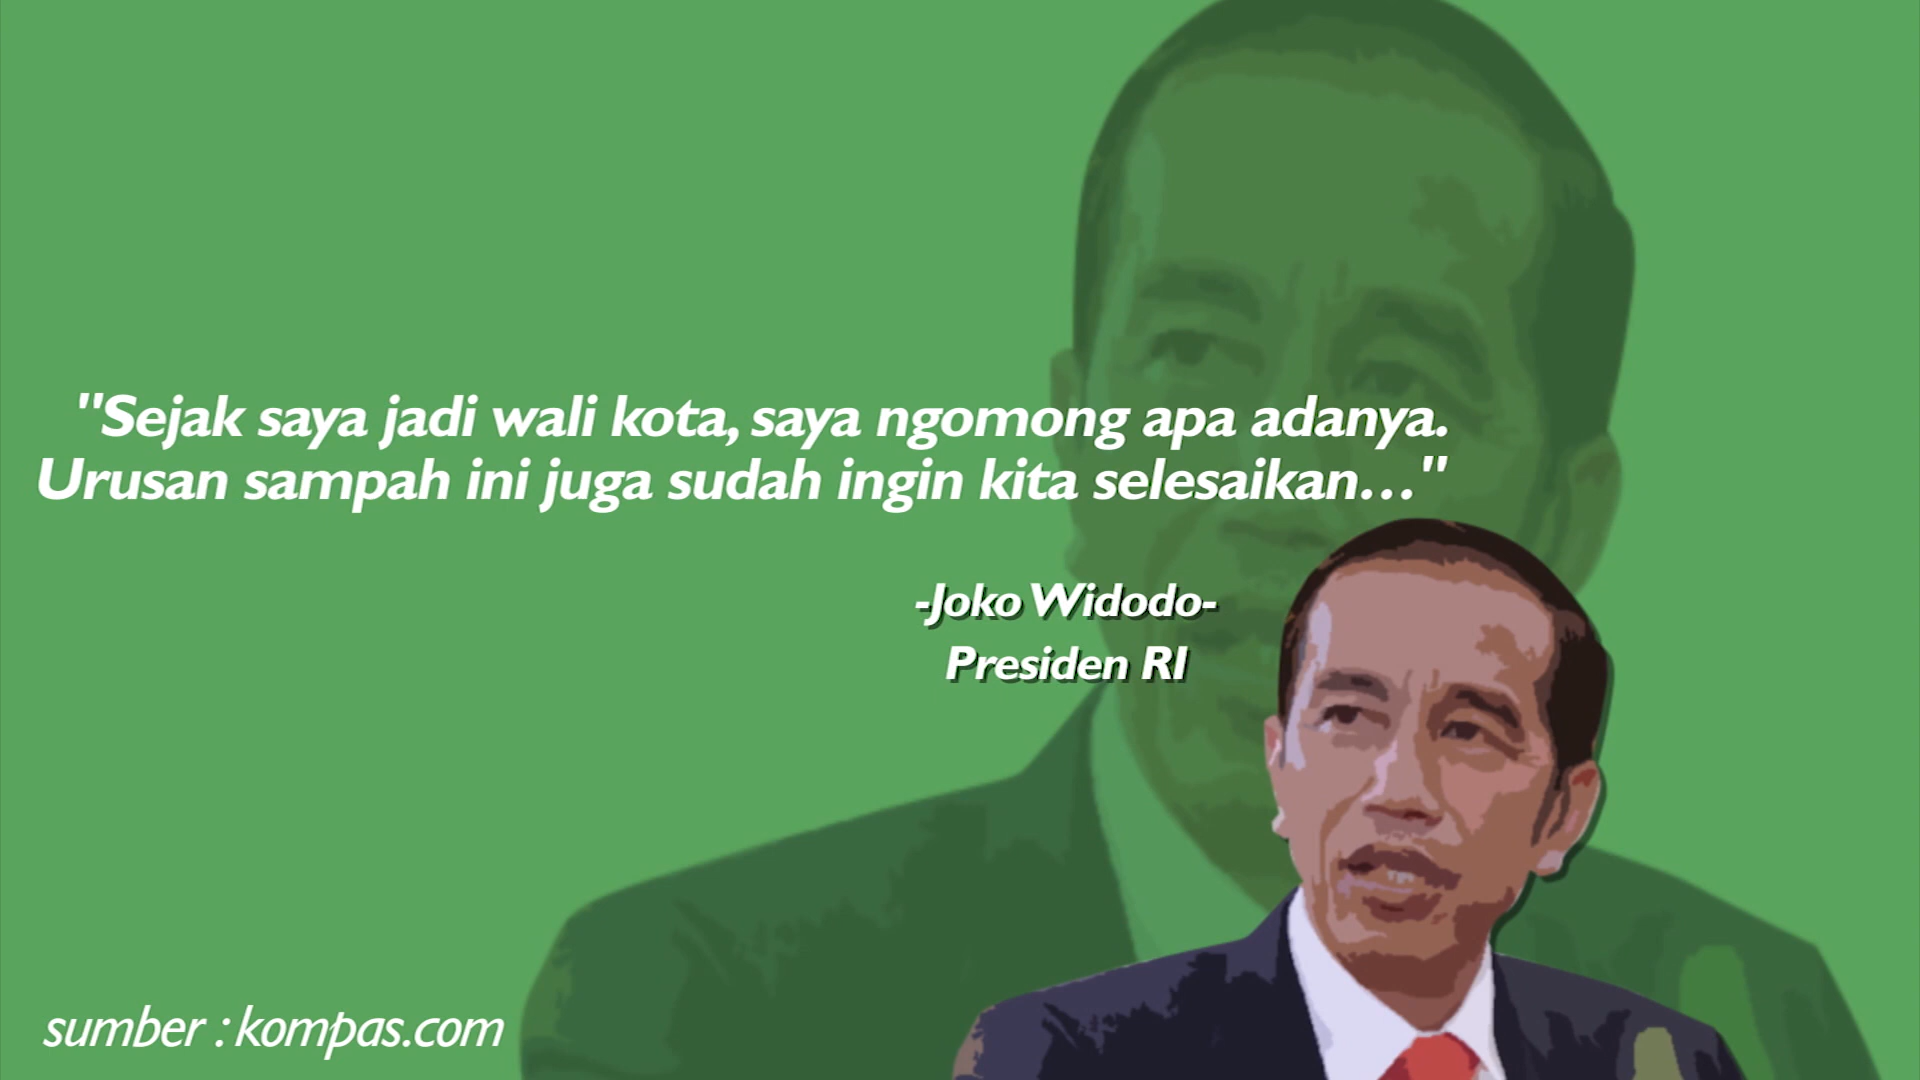 "Sejak saya jadi wali kota, saya ngomong apa adanya.
Urusan sampah ini juga sudah ingin kita selesaikan..."
-Joko Widodo-
Presiden RI
sumber : kompas.com